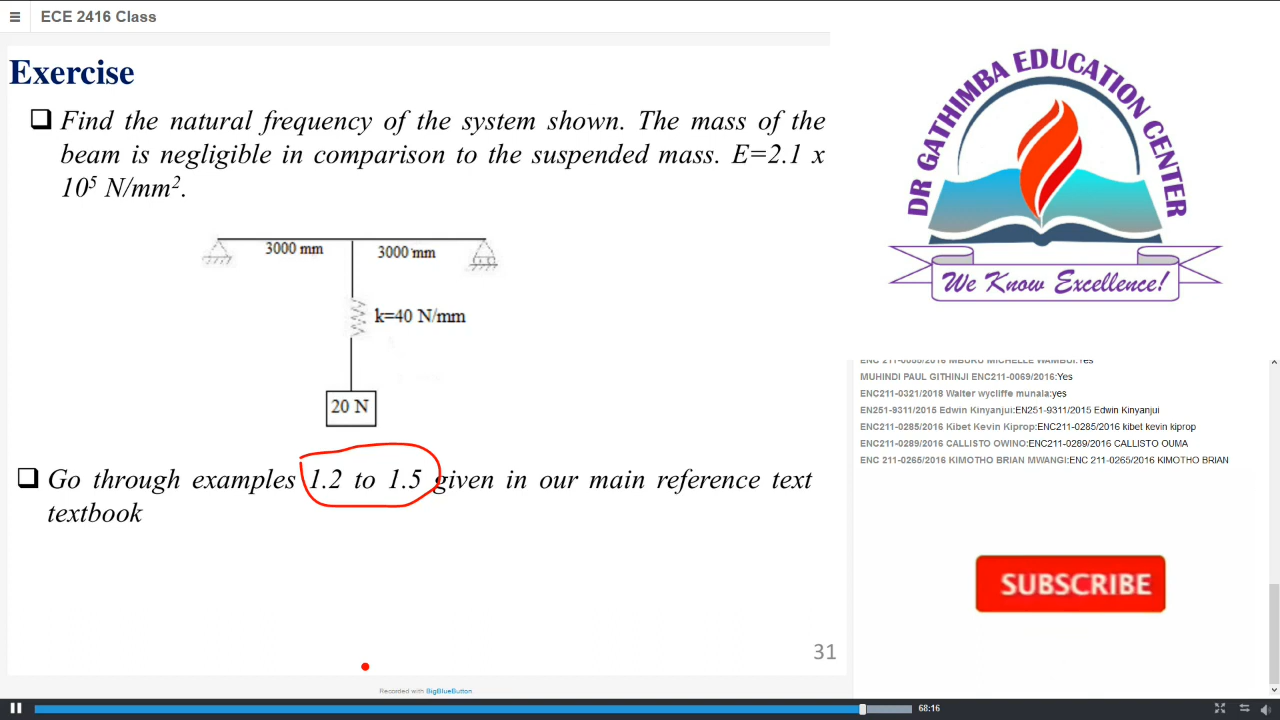 ☰ ECE 2416 Class
Exercise
❑ Find the natural frequency of the system shown. The mass of the
beam is negligible in comparison to the suspended mass. E=2.1 x
10⁵ N/mm².
3000 mm
3000 mm
k=40 N/mm
20 N
❑ Go through examples 1.2 to 1.5 given in our main reference text
textbook
31
Recorded with BigBlueButton.
DR GATHIMBA EDUCATION CENTER
We Know Excellence!
MUHINDI PAUL GITHINJI ENC211-0069/2016:Yes
ENC211-0321/2018 Walter wycliffe munala:yes
EN251-9311/2015 Edwin Kinyanjui:EN251-9311/2015 Edwin Kinyanjui
ENC211-0285/2016 Kibet Kevin Kiprop:ENC211-0285/2016 kibet kevin kiprop
ENC211-0289/2016 CALLISTO OWINO:ENC211-0289/2016 CALLISTO OUMA
ENC 211-0265/2016 KIMOTHO BRIAN MWANGI:ENC 211-0265/2016 KIMOTHO BRIAN
SUBSCRIBE
68:16